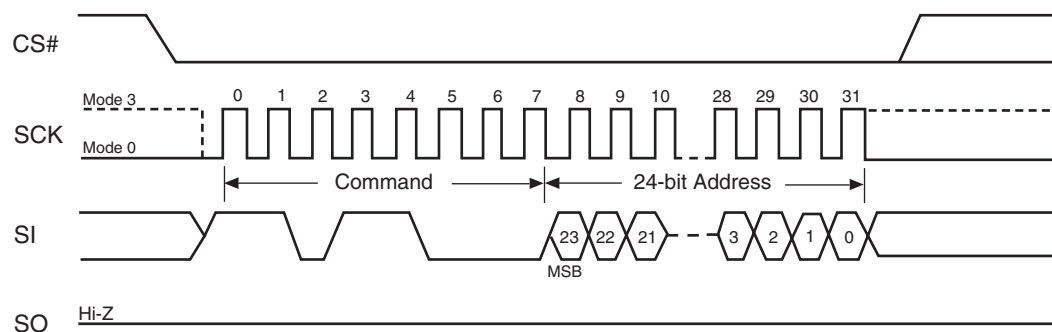 CS#
Mode 3
0 1 2 3 4 5 6 7 8 9 10 28 29 30 31
SCK
Mode 0
Command 24-bit Address
SI
23 22 21 3 2 1 0
MSB
Hi-Z
SO